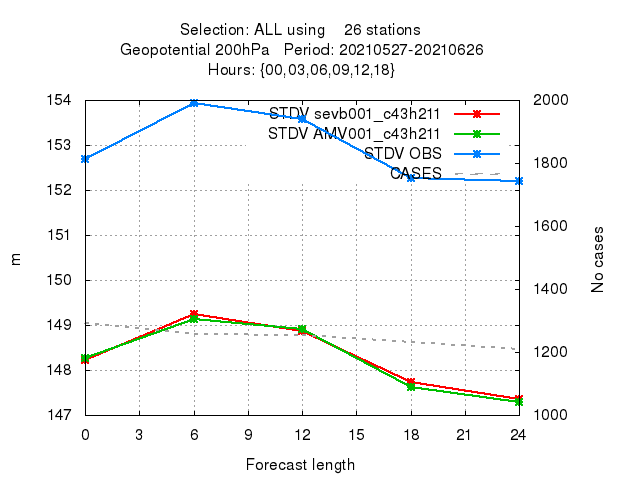 Selection: ALL using 26 stations
Geopotential 200hPa Period: 20210527-20210626
Hours: {00,03,06,09,12,18}
STDV sevb001_c43h211
STDV AMV001_c43h211
STDV OBS
CASES
154
153
152
151
150
149
148
147
m
2000
1800
1600
1400
1200
1000
No cases
0 3 6 9 12 15 18 21 24
Forecast length